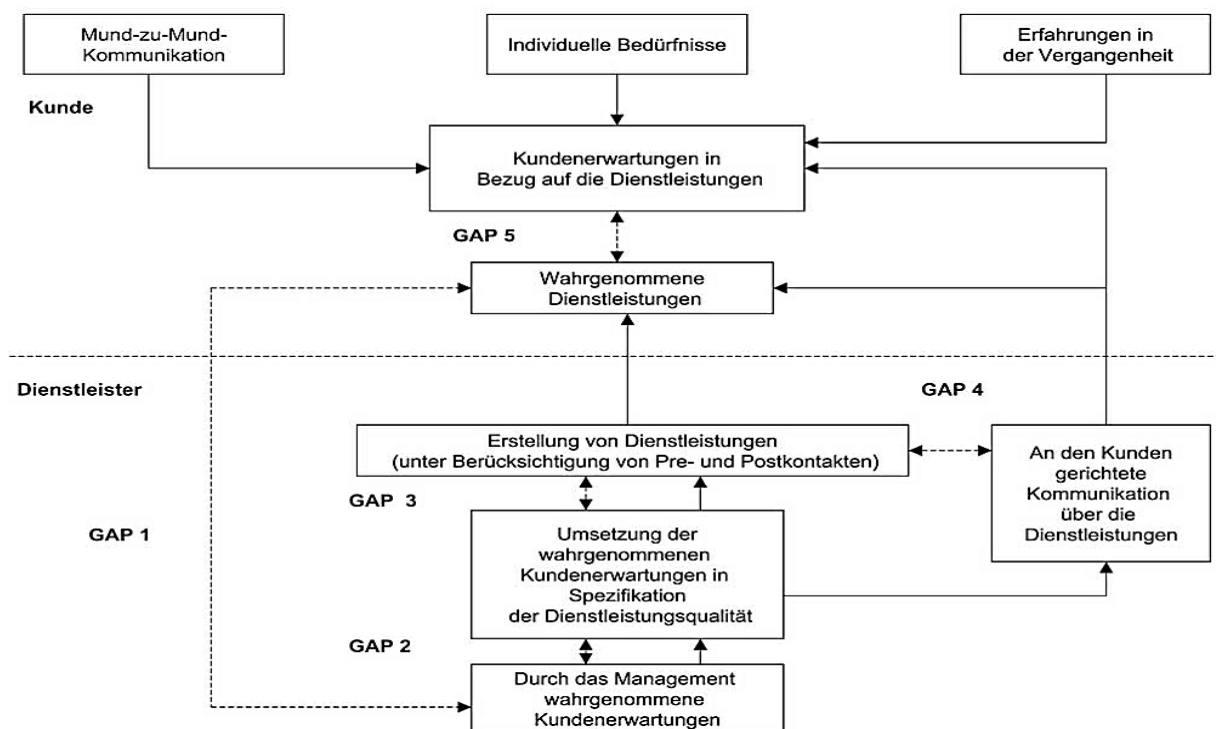 Mund-zu-Mund-
Kommunikation
Individuelle Bedürfnisse
Erfahrungen in
der Vergangenheit
Kunde
Kundenerwartungen in
Bezug auf die Dienstleistungen
GAP 5
Wahrgenommene
Dienstleistungen
Dienstleister
GAP 4
Erstellung von Dienstleistungen
(unter Berücksichtigung von Pre- und Postkontakten)
An den Kunden
gerichtete
Kommunikation
über die
Dienstleistungen
GAP 3
GAP 1
Umsetzung der
wahrgenommenen
Kundenerwartungen in
Spezifikation
der Dienstleistungsqualität
GAP 2
Durch das Management
wahrgenommene
Kundenerwartungen